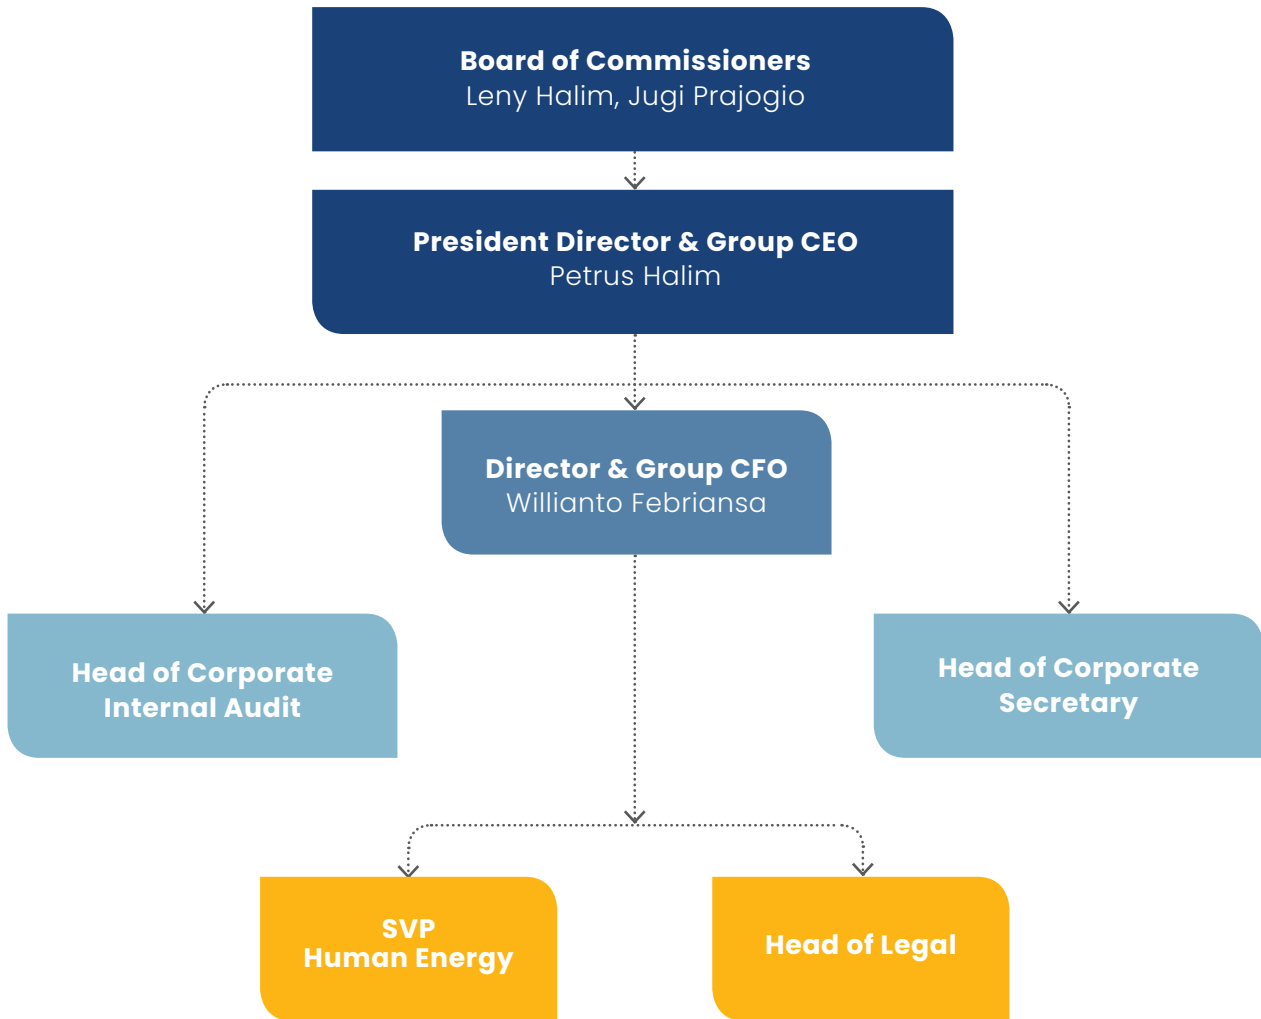 Board of Commissioners
Leny Halim, Jugi Prajogio
President Director & Group CEO
Petrus Halim
Director & Group CFO
Willianto Febriansa
Head of Corporate
Internal Audit
Head of Corporate
Secretary
SVP
Human Energy
Head of Legal